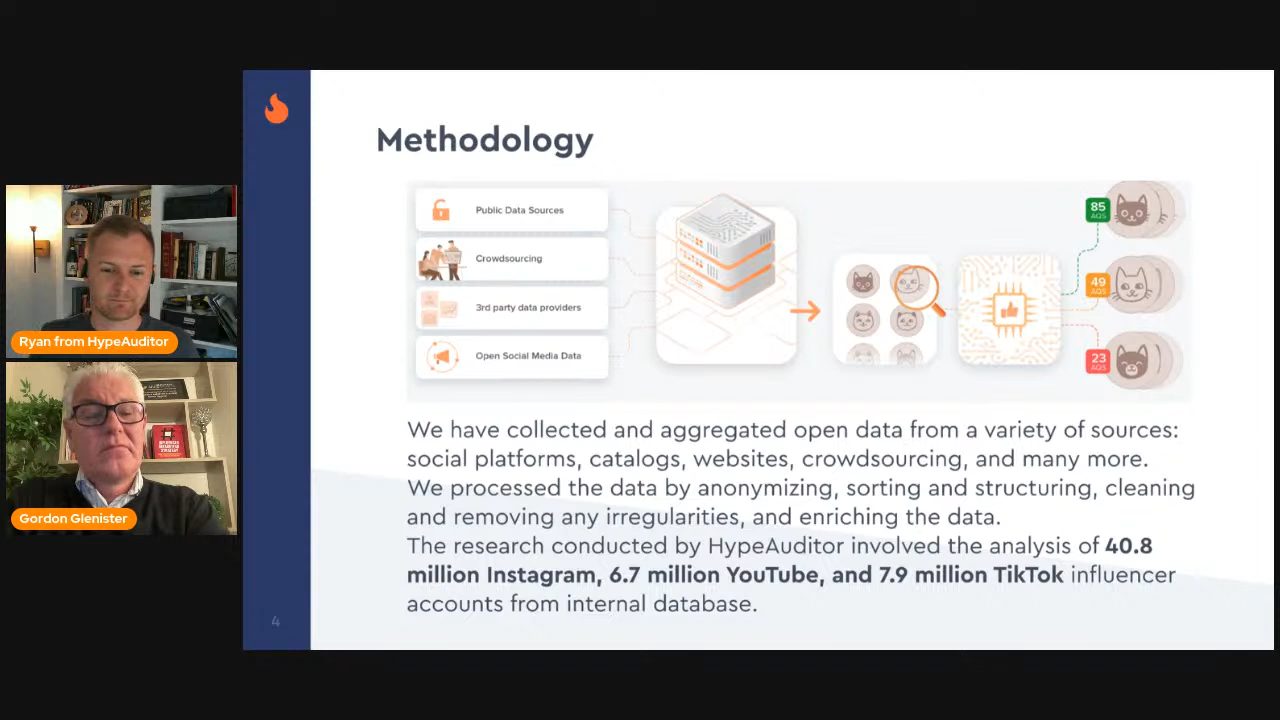 Methodology
Public Data Sources
Crowdsourcing
3rd party data providers
Open Social Media Data
85
AQS
49
AQS
23
AQS
We have collected and aggregated open data from a variety of sources:
social platforms, catalogs, websites, crowdsourcing, and many more.
We processed the data by anonymizing, sorting and structuring, cleaning
and removing any irregularities, and enriching the data.
The research conducted by HypeAuditor involved the analysis of 40.8
million Instagram, 6.7 million YouTube, and 7.9 million TikTok influencer
accounts from internal database.
4
Ryan from HypeAuditor
Gordon Glenister